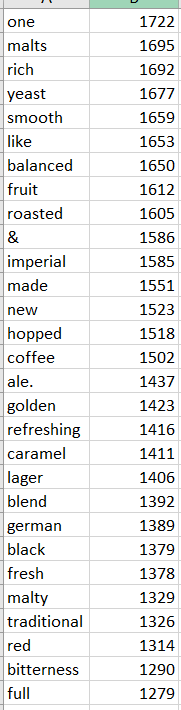 one 1722
malts 1695
rich 1692
yeast 1677
smooth 1659
like 1653
balanced 1650
fruit 1612
roasted 1605
& 1586
imperial 1585
made 1551
new 1523
hopped 1518
coffee 1502
ale. 1437
golden 1423
refreshing 1416
caramel 1411
lager 1406
blend 1392
german 1389
black 1379
fresh 1378
malty 1329
traditional 1326
red 1314
bitterness 1290
full 1279